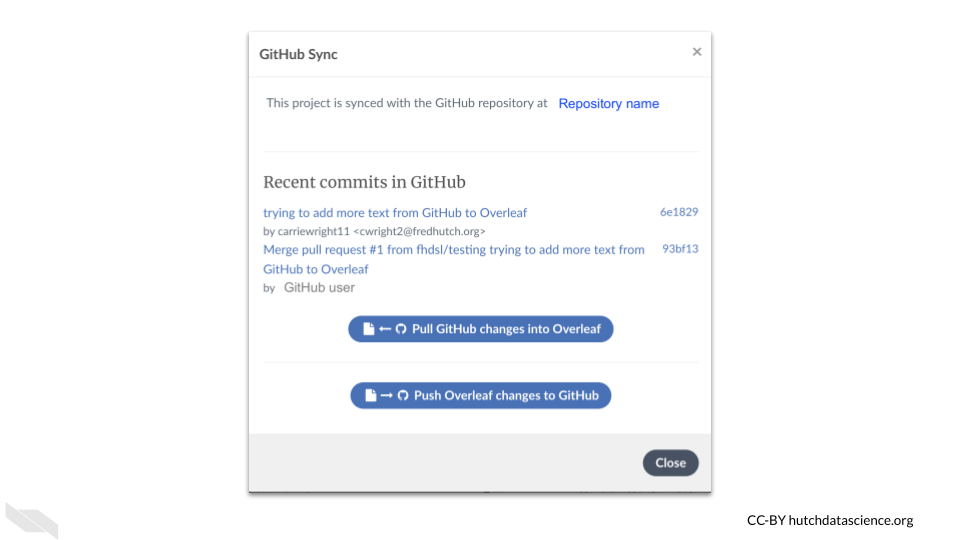 GitHub Sync ×
This project is synced with the GitHub repository at Repository name
Recent commits in GitHub
trying to add more text from GitHub to Overleaf 6e1829
by carriewright11 <cwright2@fredhutch.org>
Merge pull request #1 from fhdsl/testing trying to add more text from 93bf13
GitHub to Overleaf
by GitHub user
Pull GitHub changes into Overleaf
Push Overleaf changes to GitHub
Close
CC-BY hutchdatascience.org